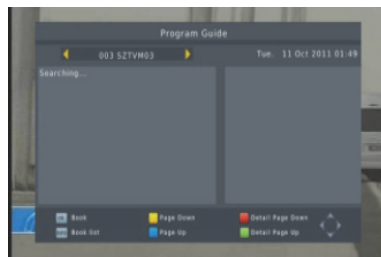 Program Guide
003 SZTVM03 Tue. 11 Oct 2011 01:49
Searching...
Book Page Down Detail Page Down
Book list Page Up Detail Page Up